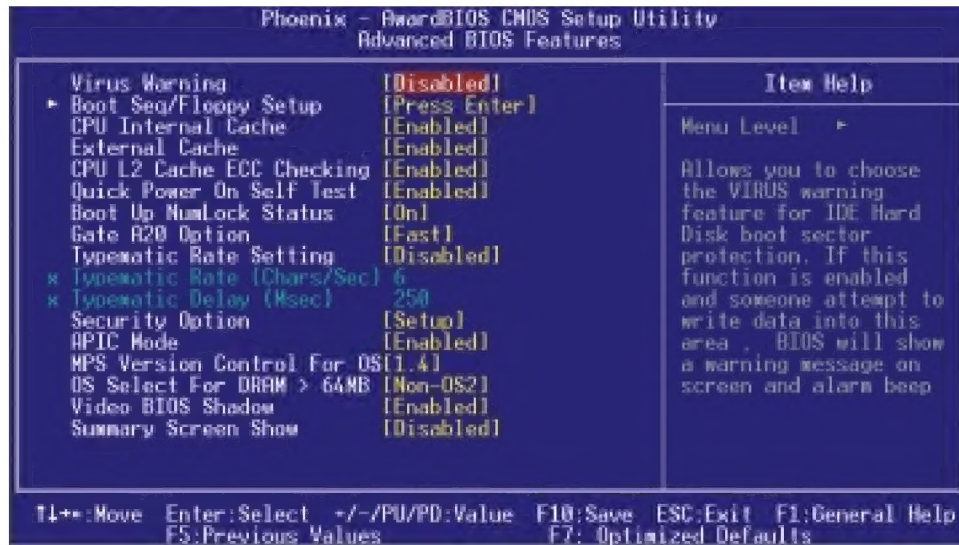 Phoenix - AwardBIOS CMOS Setup Utility
Advanced BIOS Features
Virus Warning [Disabled]
► Boot Seq/Floppy Setup [Press Enter]
CPU Internal Cache [Enabled]
External Cache [Enabled]
CPU L2 Cache ECC Checking [Enabled]
Quick Power On Self Test [Enabled]
Boot Up NumLock Status [On]
Gate A20 Option [Fast]
Typematic Rate Setting [Disabled]
x Typematic Rate (Chars/Sec) 6
x Typematic Delay (Msec) 250
Security Option [Setup]
APIC Mode [Enabled]
MPS Version Control For OS[1.4]
OS Select For DRAM > 64MB [Non-OS2]
Video BIOS Shadow [Enabled]
Summary Screen Show [Disabled]
Item Help
Menu Level ►
Allows you to choose
the VIRUS warning
feature for IDE Hard
Disk boot sector
protection. If this
function is enabled
and someone attempt to
write data into this
area , BIOS will show
a warning message on
screen and alarm beep
↑↓→←:Move Enter:Select +/-/PU/PD:Value F10:Save ESC:Exit F1:General Help
F5:Previous Values F7: Optimized Defaults